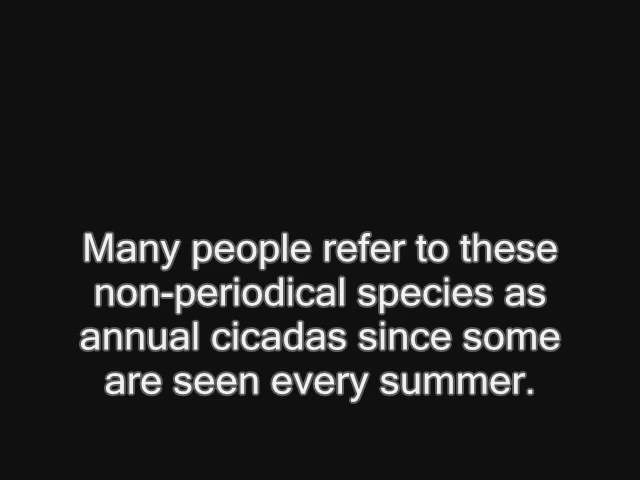 Many people refer to these
non-periodical species as
annual cicadas since some
are seen every summer.